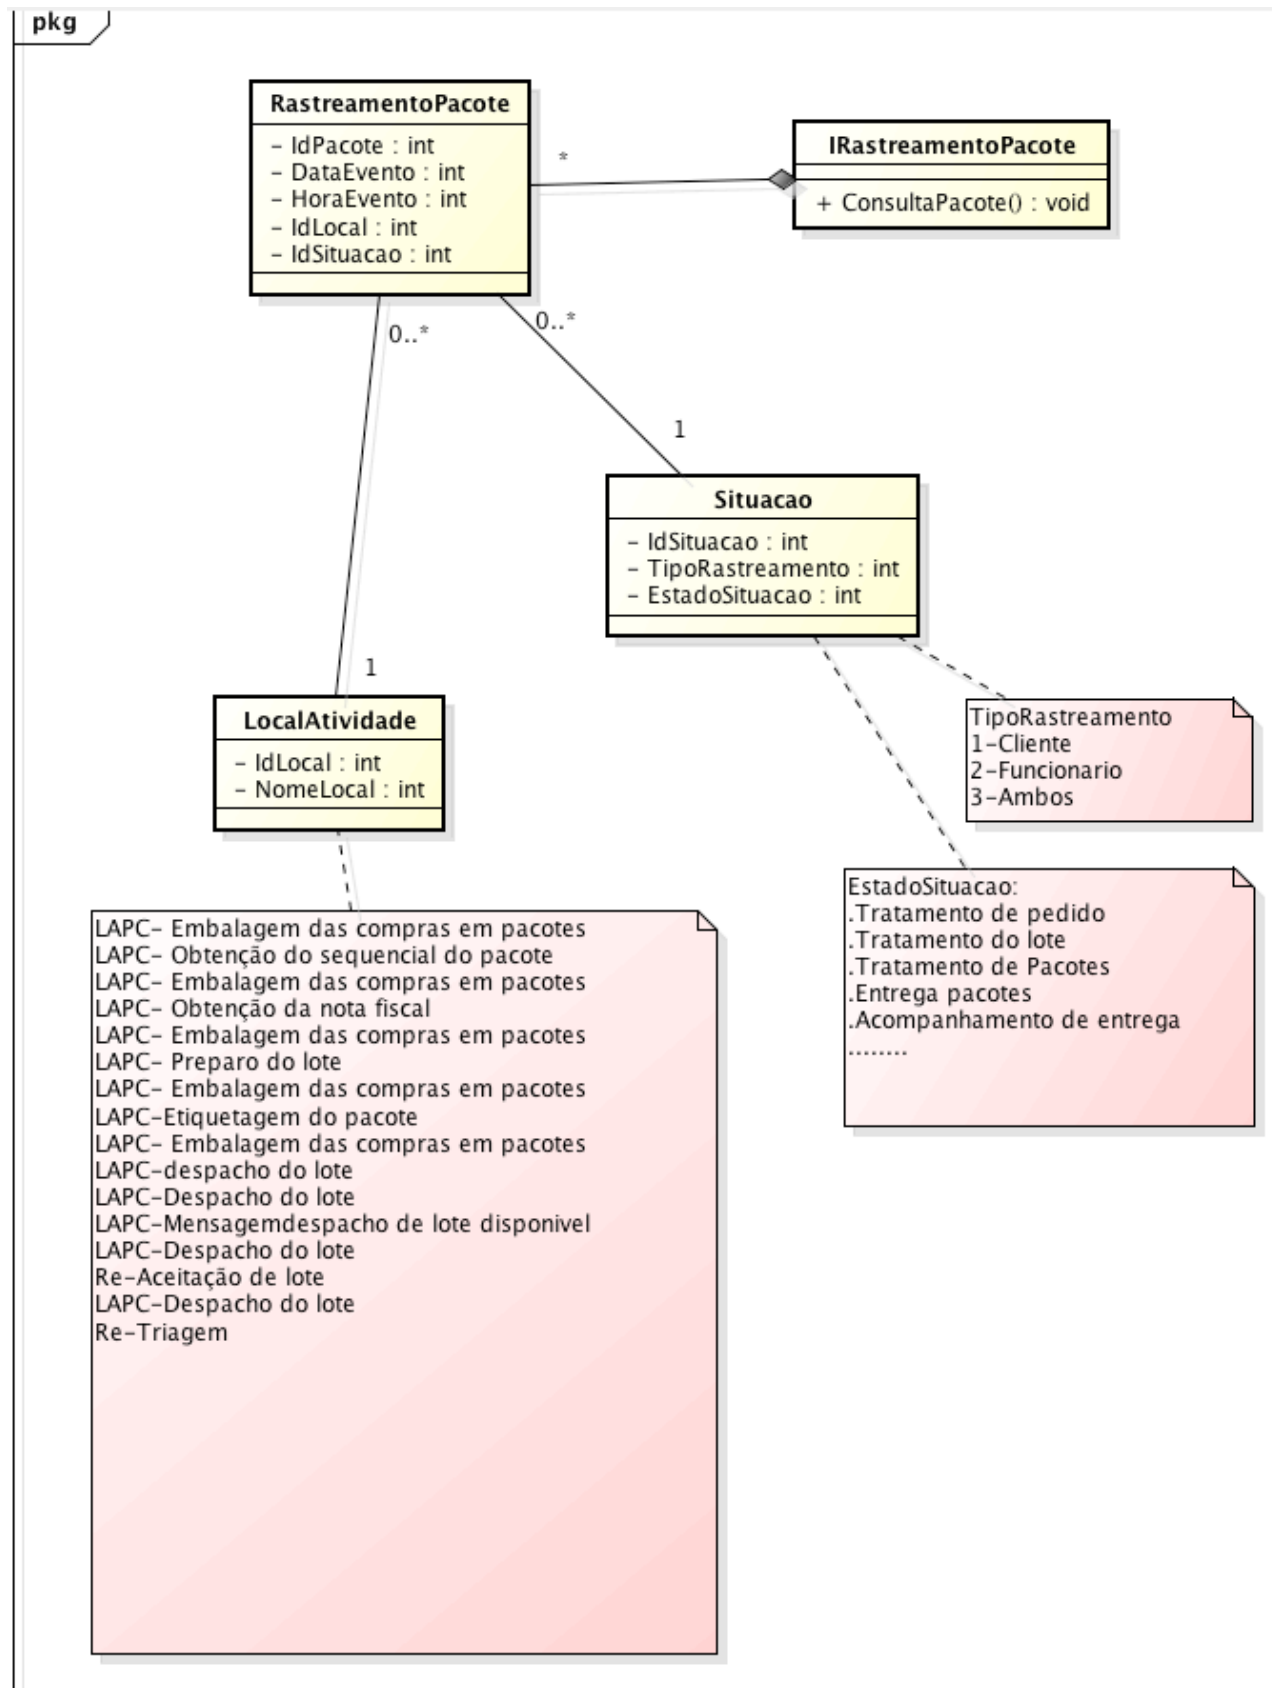 pkg
RastreamentoPacote
- IdPacote : int
- DataEvento : int
- HoraEvento : int
- IdLocal : int
- IdSituacao : int
*
IRastreamentoPacote
+ ConsultaPacote() : void
0..*
0..*
1
Situacao
- IdSituacao : int
- TipoRastreamento : int
- EstadoSituacao : int
1
LocalAtividade
- IdLocal : int
- NomeLocal : int
TipoRastreamento
1-Cliente
2-Funcionario
3-Ambos
EstadoSituacao:
.Tratamento de pedido
.Tratamento do lote
.Tratamento de Pacotes
.Entrega pacotes
.Acompanhamento de entrega
........
LAPC- Embalagem das compras em pacotes
LAPC- Obtenção do sequencial do pacote
LAPC- Embalagem das compras em pacotes
LAPC- Obtenção da nota fiscal
LAPC- Embalagem das compras em pacotes
LAPC- Preparo do lote
LAPC- Embalagem das compras em pacotes
LAPC-Etiquetagem do pacote
LAPC- Embalagem das compras em pacotes
LAPC-despacho do lote
LAPC-Despacho do lote
LAPC-Mensagemdespacho de lote disponivel
LAPC-Despacho do lote
Re-Aceitação de lote
LAPC-Despacho do lote
Re-Triagem